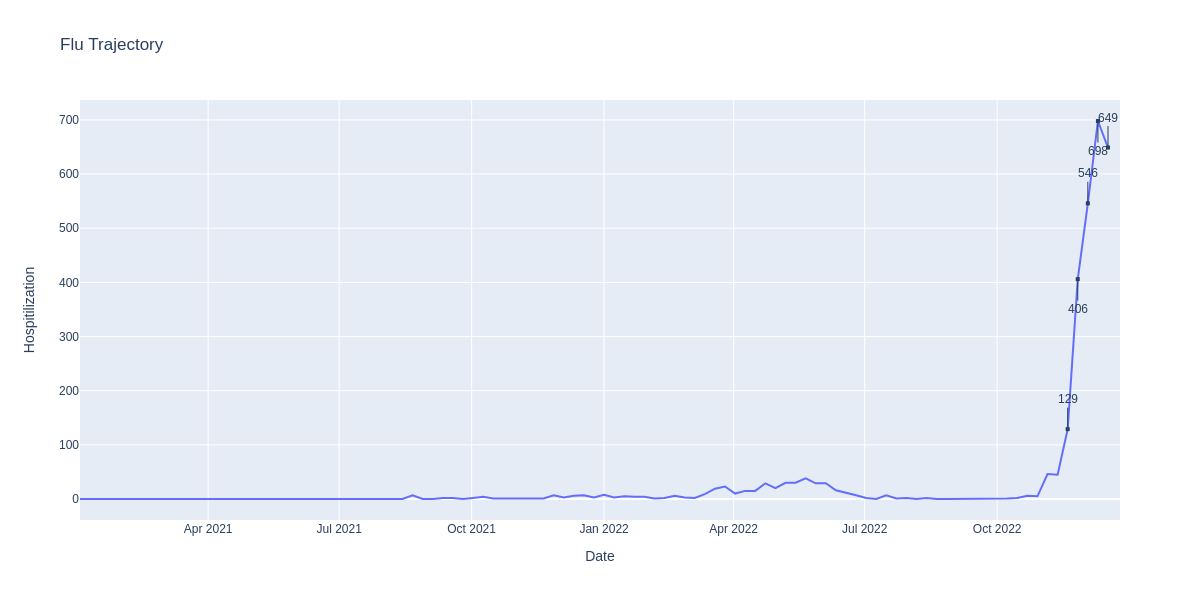 Flu Trajectory
Hospitilization
700
600
500
400
300
200
100
0
649
698
546
406
129
Apr 2021
Jul 2021
Oct 2021
Jan 2022
Apr 2022
Jul 2022
Oct 2022
Date